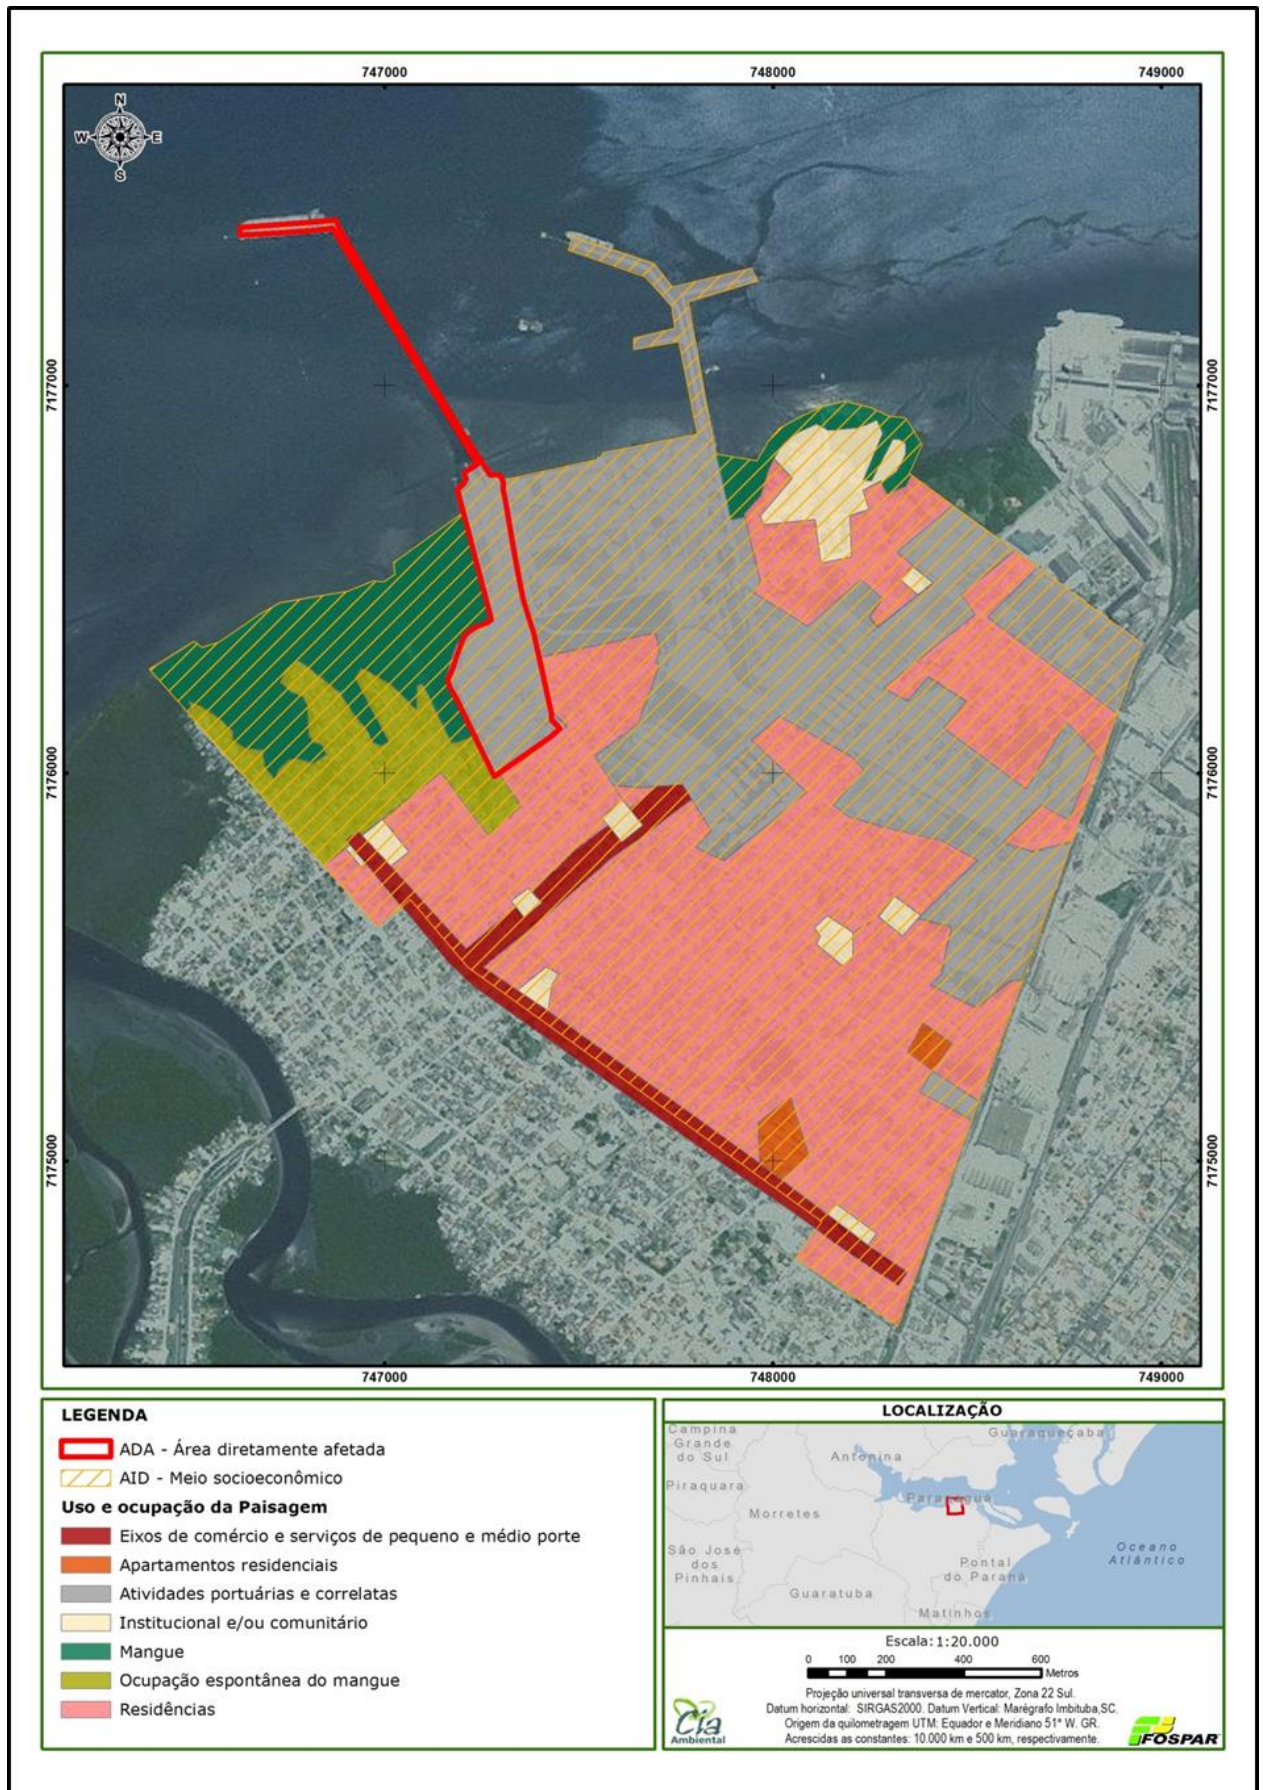 747000
748000
749000
N
W
E
S
7177000
7177000
7176000
7176000
7175000
7175000
747000
748000
749000
LEGENDA
ADA - Área diretamente afetada
AID - Meio socioeconômico
Uso e ocupação da Paisagem
Eixos de comércio e serviços de pequeno e médio porte
Apartamentos residenciais
Atividades portuárias e correlatas
Institucional e/ou comunitário
Mangue
Ocupação espontânea do mangue
Residências
LOCALIZAÇÃO
Campina
Grande
do Sul
Guaraqueçaba
Antonina
Piraquara
Paranaguá
Morretes
São José
dos
Pinhais
Oceano
Atlântico
Pontal
do Paraná
Guaratuba
Matinhos
Escala: 1:20.000
0 100 200 400 600
Metros
Projeção universal transversa de mercator, Zona 22 Sul.
Datum horizontal: SIRGAS2000. Datum Vertical: Marégrafo Imbituba,SC.
Origem da quilometragem UTM: Equador e Meridiano 51° W. GR.
Acrescidas as constantes: 10.000 km e 500 km, respectivamente.
Cia
Ambiental
FOSPAR